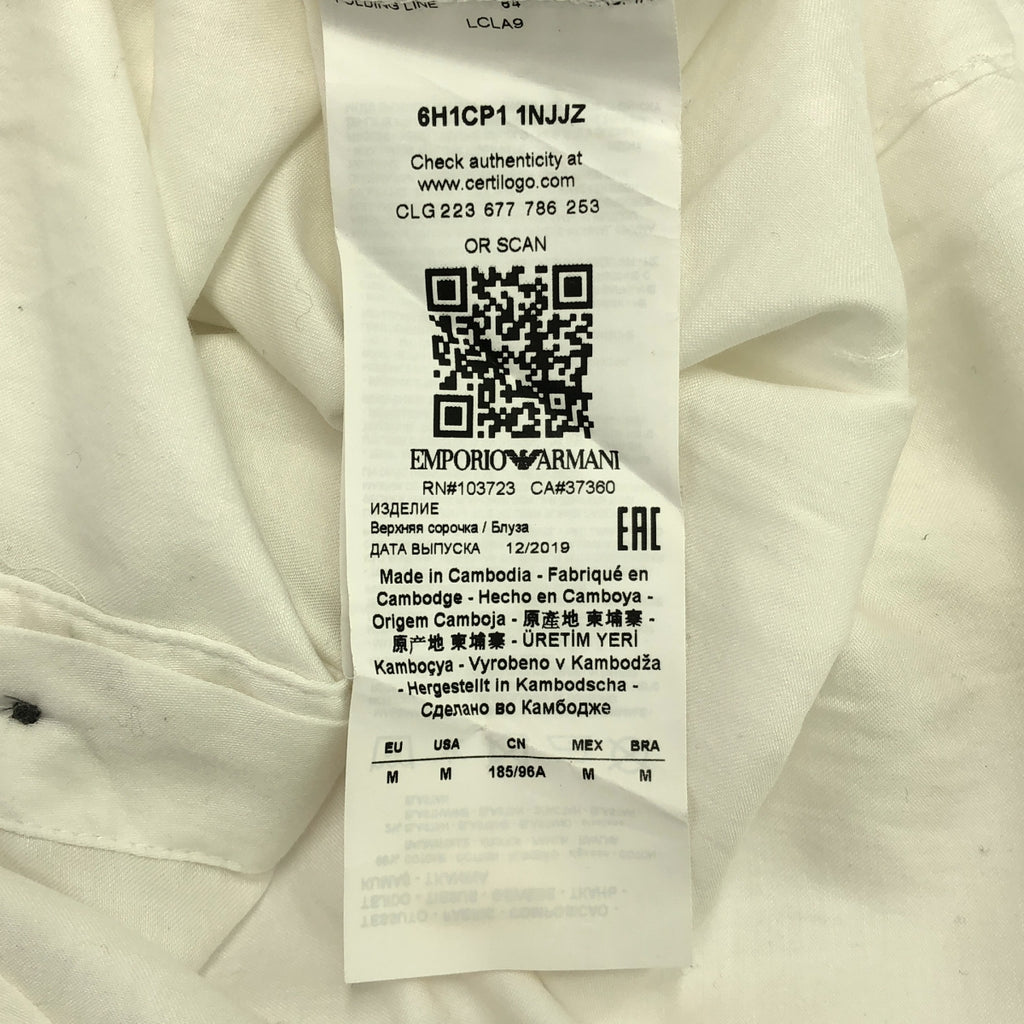 FOLDING LINE 64
LCLA9
6H1CP1 1NJJZ
Check authenticity at
www.certilogo.com
CLG 223 677 786 253
OR SCAN
EMPORIO ARMANI
RN#103723 CA#37360
ИЗДЕЛИЕ
Верхняя сорочка / Блуза
ДАТА ВЫПУСКА 12/2019
EAC
Made in Cambodia - Fabriqué en
Cambodge - Hecho en Camboya -
Origem Camboja - 原產地 柬埔寨 -
原产地 柬埔寨 - ÜRETİM YERİ
Kamboçya - Vyrobeno v Kambodža
- Hergestellt in Kambodscha -
Сделано во Камбодже
EU USA CN MEX BRA
M M 185/96A M M